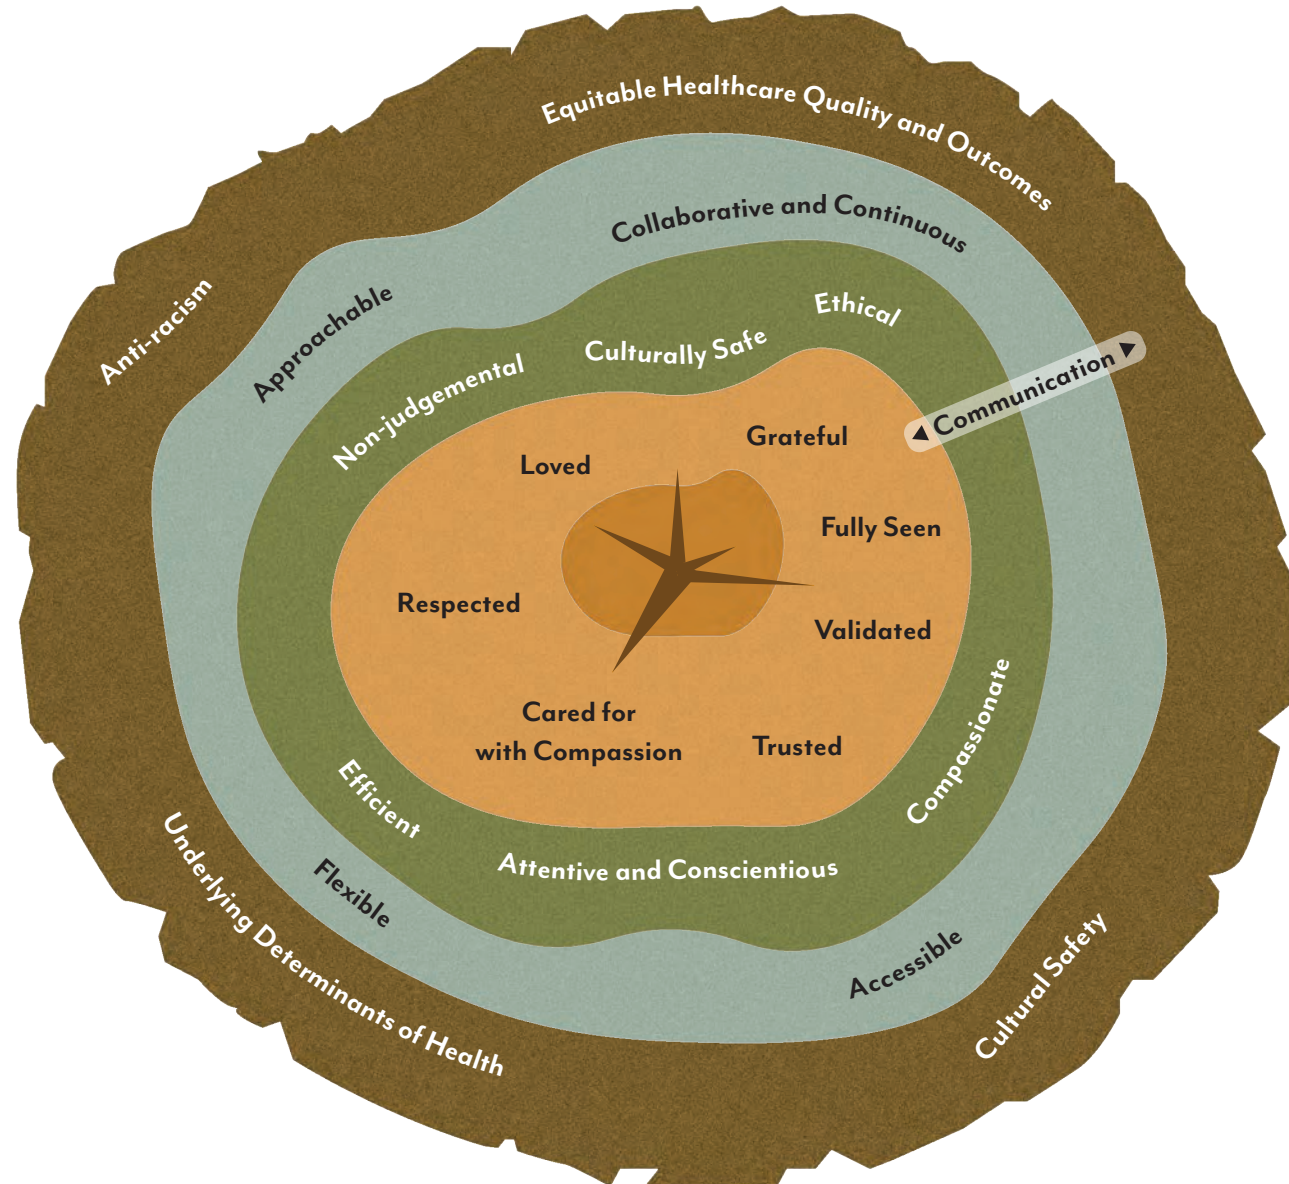 Equitable Healthcare Quality and Outcomes
Anti-racism
Collaborative and Continuous
Approachable
Ethical
Culturally Safe
Non-judgemental
Communication
Grateful
Loved
Fully Seen
Respected
Validated
Cared for
with Compassion
Trusted
Compassionate
Efficient
Attentive and Conscientious
Flexible
Accessible
Underlying Determinants of Health
Cultural Safety